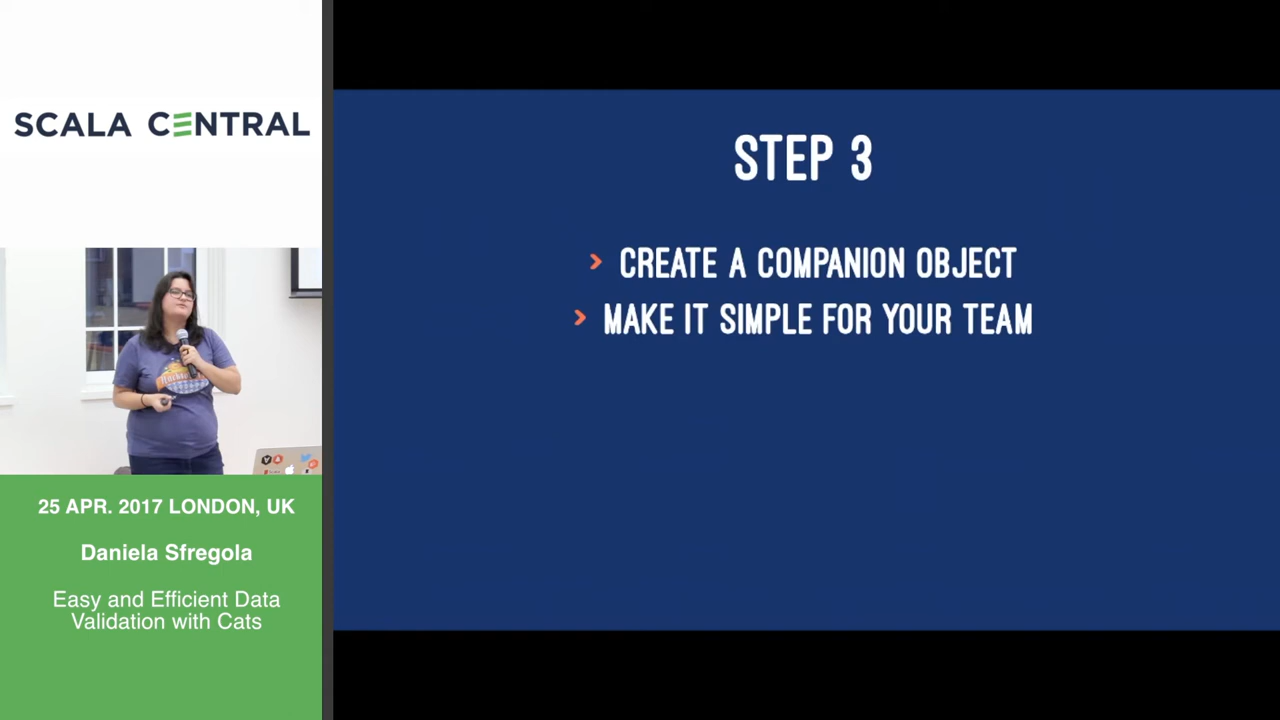 SCALA CENTRAL
25 APR. 2017 LONDON, UK
Daniela Sfregola
Easy and Efficient Data
Validation with Cats
STEP 3
CREATE A COMPANION OBJECT
MAKE IT SIMPLE FOR YOUR TEAM